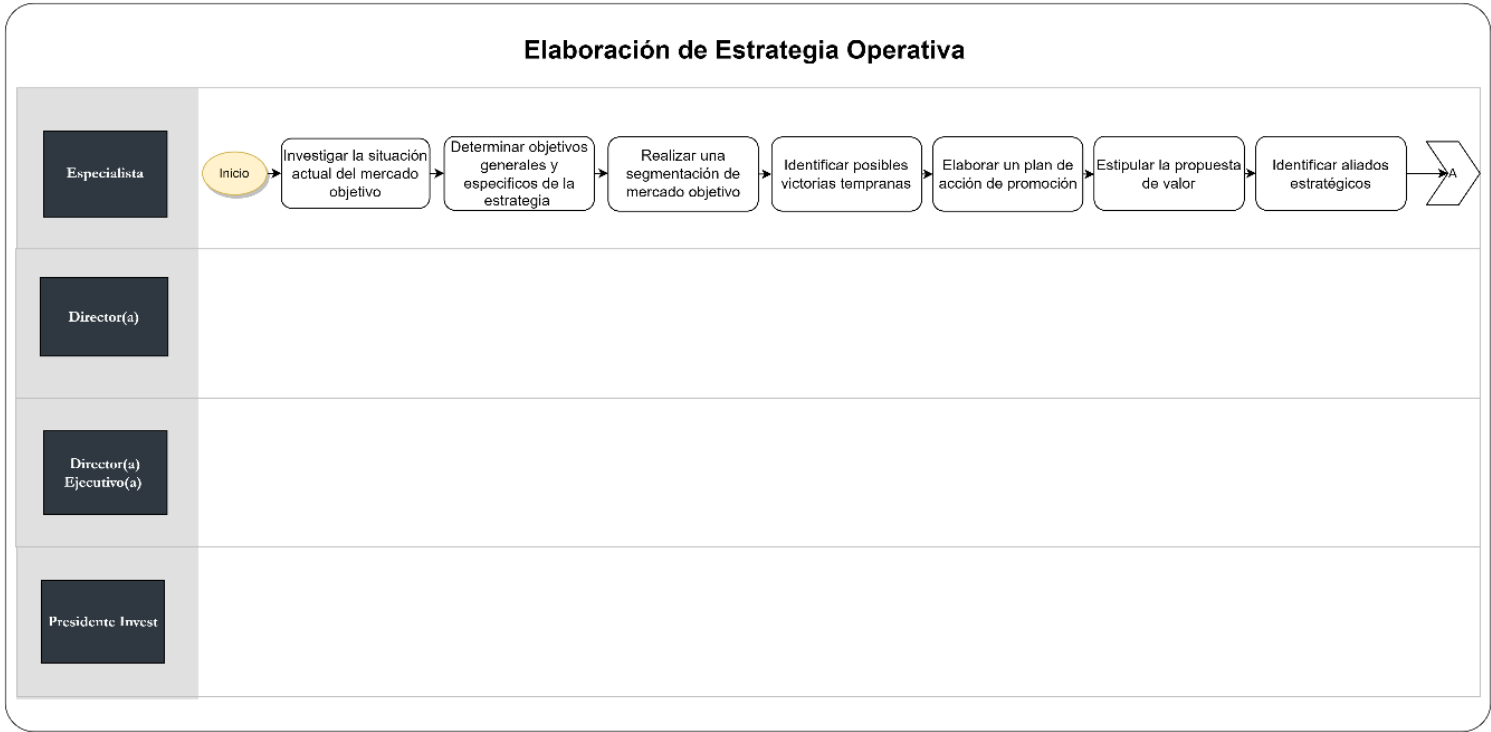 Elaboración de Estrategia Operativa
Especialista
Inicio
Investigar la situación
actual del mercado
objetivo
Determinar objetivos
generales y
especificos de la
estrategia
Realizar una
segmentación de
mercado objetivo
Identificar posibles
victorias tempranas
Elaborar un plan de
acción de promoción
Estipular la propuesta
de valor
Identificar aliados
estratégicos
A
Director(a)
Director(a)
Ejecutivo(a)
Presidente Invest